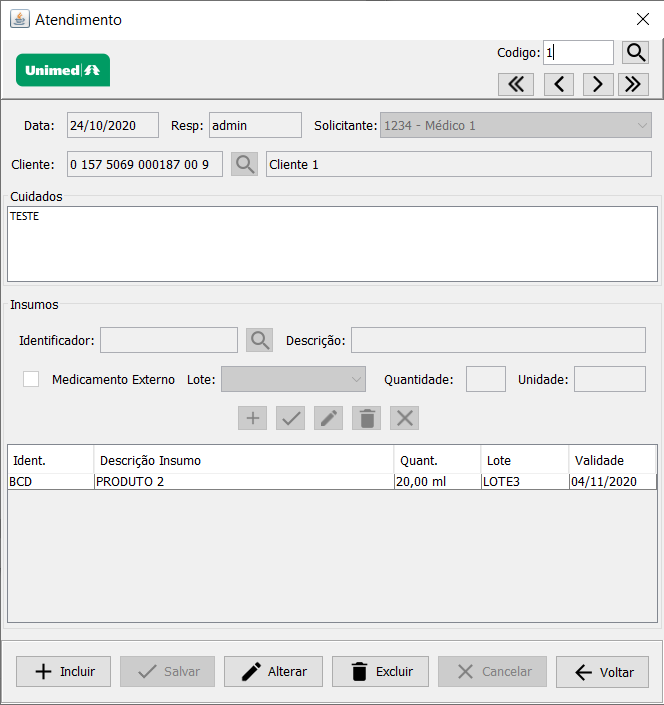 Atendimento
Codigo: 1
Unimed
Data: 24/10/2020 Resp: admin Solicitante: 1234 - Médico 1
Cliente: 0 157 5069 000187 00 9 Cliente 1
Cuidados
TESTE
Insumos
Identificador: Descrição:
Medicamento Externo Lote: Quantidade: Unidade:
Ident. Descrição Insumo Quant. Lote Validade
BCD PRODUTO 2 20,00 ml LOTE3 04/11/2020
Incluir Salvar Alterar Excluir Cancelar Voltar